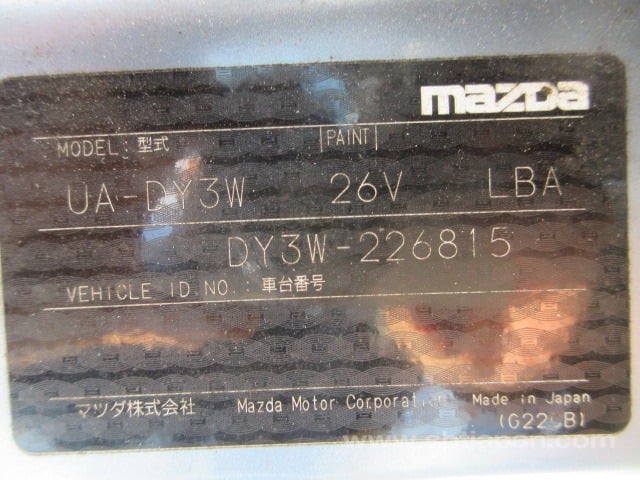 mazda
MODEL : 型式 PAINT
UA-DY3W 26V LBA
DY3W-226815
VEHICLE ID NO. : 車台番号
マツダ株式会社 Mazda Motor Corporation Made in Japan